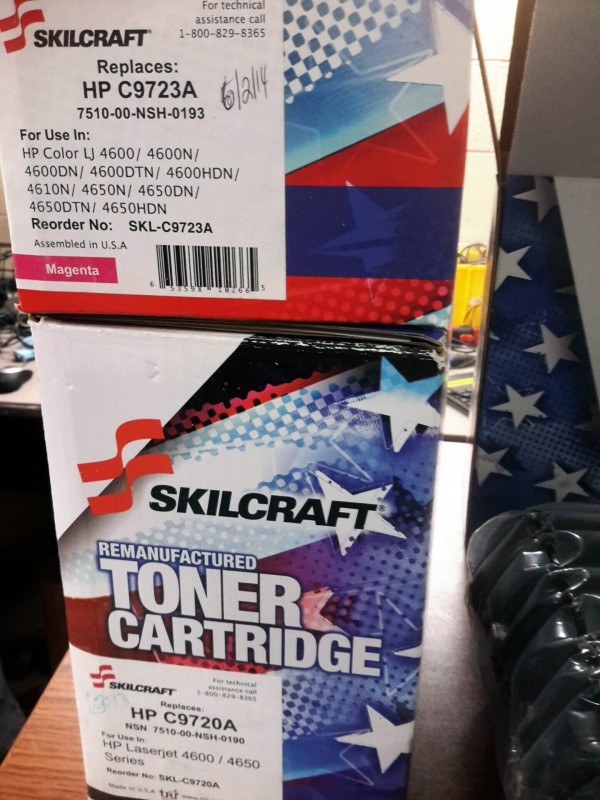 For technical
assistance call
1-800-829-8365
SKILCRAFT®
Replaces:
HP C9723A
7510-00-NSH-0193
6/2/14
For Use In:
HP Color LJ 4600/ 4600N/
4600DN/ 4600DTN/ 4600HDN/
4610N/ 4650N/ 4650DN/
4650DTN/ 4650HDN
Reorder No: SKL-C9723A
Assembled in U.S.A
Magenta
6 53598 10266 5
SKILCRAFT®
REMANUFACTURED
TONER
CARTRIDGE
SKILCRAFT
For technical
assistance call
1-800-829-8365
Replaces:
HP C9720A
NSN 7510-00-NSH-0190
For Use In:
HP Laserjet 4600 / 4650
Series
Reorder No: SKL-C9720A
Made in U.S.A